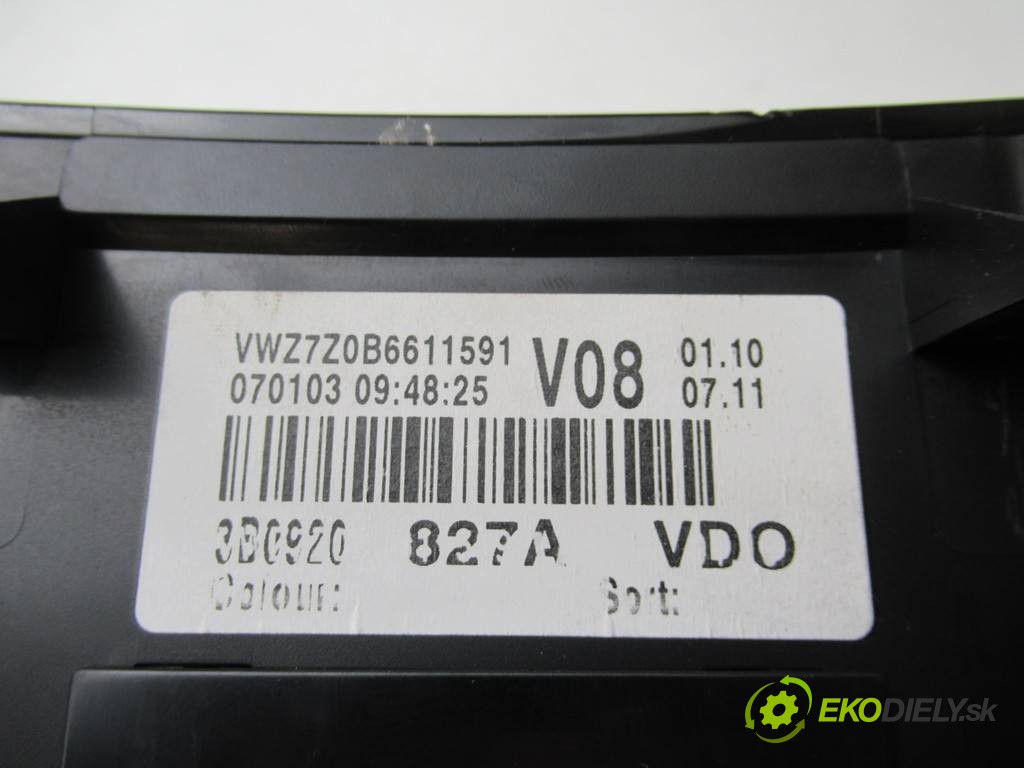 VWZ7Z0B6611591 V08 01.10
070103 09:48:25 07.11
3B0920 827A VDO
Colour: Sort:
EKODIELY.sk